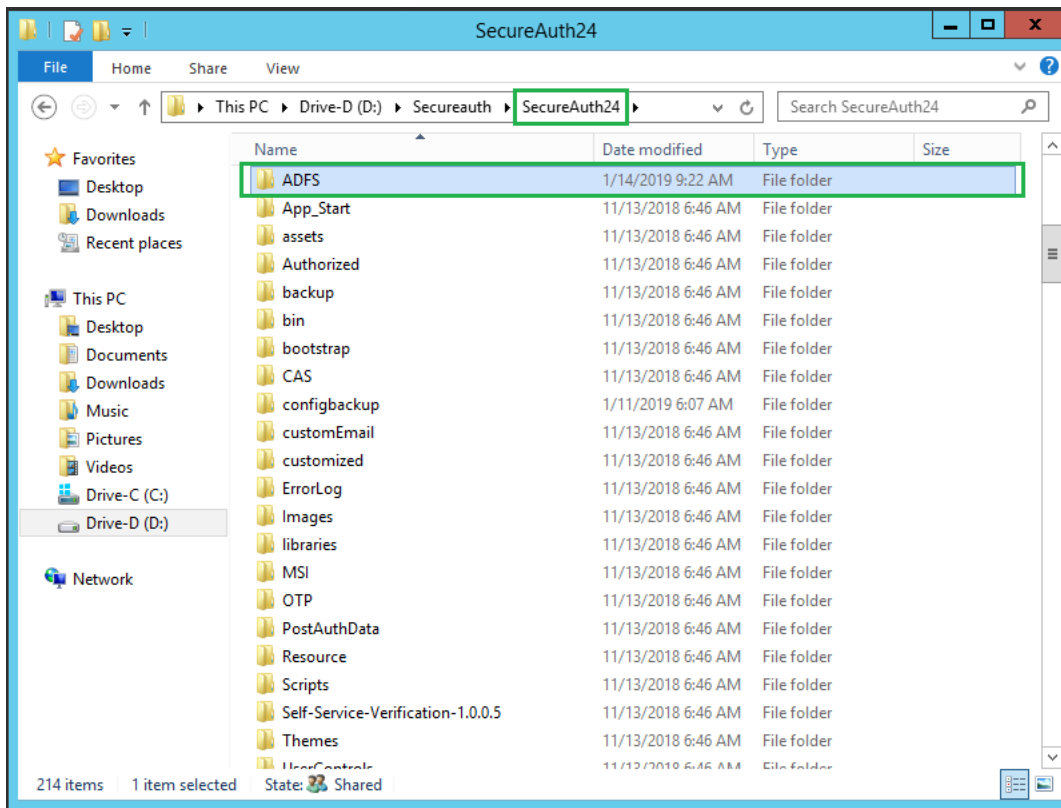 SecureAuth24
File Home Share View
This PC Drive-D (D:) Secureauth SecureAuth24 Search SecureAuth24
Name Date modified Type Size
Favorites
Desktop
Downloads
Recent places
This PC
Desktop
Documents
Downloads
Music
Pictures
Videos
Drive-C (C:)
Drive-D (D:)
Network
ADFS 1/14/2019 9:22 AM File folder
App_Start 11/13/2018 6:46 AM File folder
assets 11/13/2018 6:46 AM File folder
Authorized 11/13/2018 6:46 AM File folder
backup 11/13/2018 6:46 AM File folder
bin 11/13/2018 6:46 AM File folder
bootstrap 11/13/2018 6:46 AM File folder
CAS 11/13/2018 6:46 AM File folder
configbackup 1/11/2019 6:07 AM File folder
customEmail 11/13/2018 6:46 AM File folder
customized 11/13/2018 6:46 AM File folder
ErrorLog 11/13/2018 6:46 AM File folder
Images 11/13/2018 6:46 AM File folder
libraries 11/13/2018 6:46 AM File folder
MSI 11/13/2018 6:46 AM File folder
OTP 11/13/2018 6:46 AM File folder
PostAuthData 11/13/2018 6:46 AM File folder
Resource 11/13/2018 6:46 AM File folder
Scripts 11/13/2018 6:46 AM File folder
Self-Service-Verification-1.0.0.5 11/13/2018 6:46 AM File folder
Themes 11/13/2018 6:46 AM File folder
UserControls 11/13/2018 6:46 AM File folder
214 items 1 item selected State: Shared